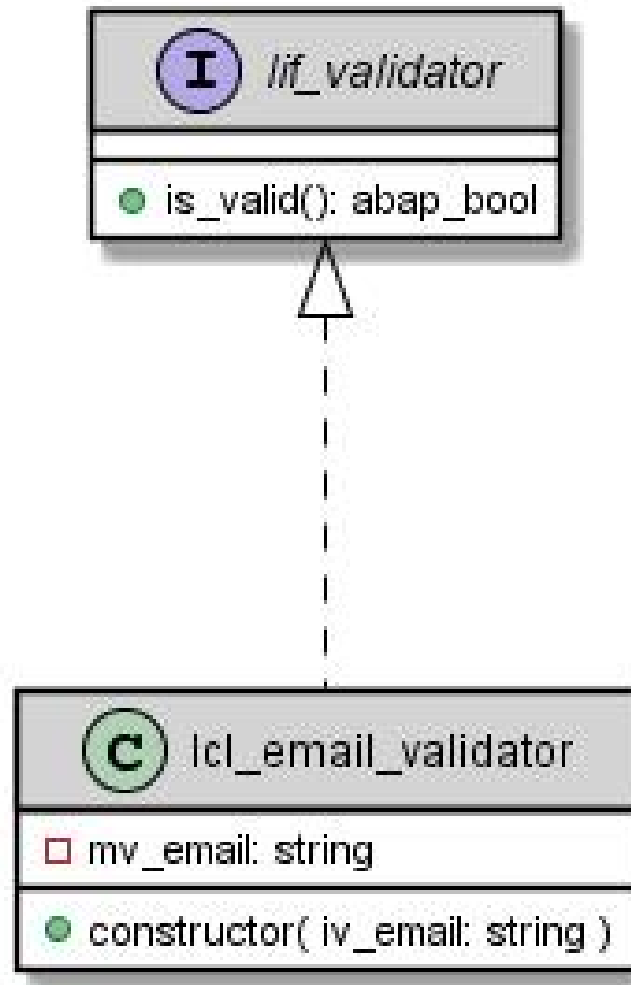 I lif_validator
is_valid(): abap_bool
C lcl_email_validator
mv_email: string
constructor( iv_email: string )